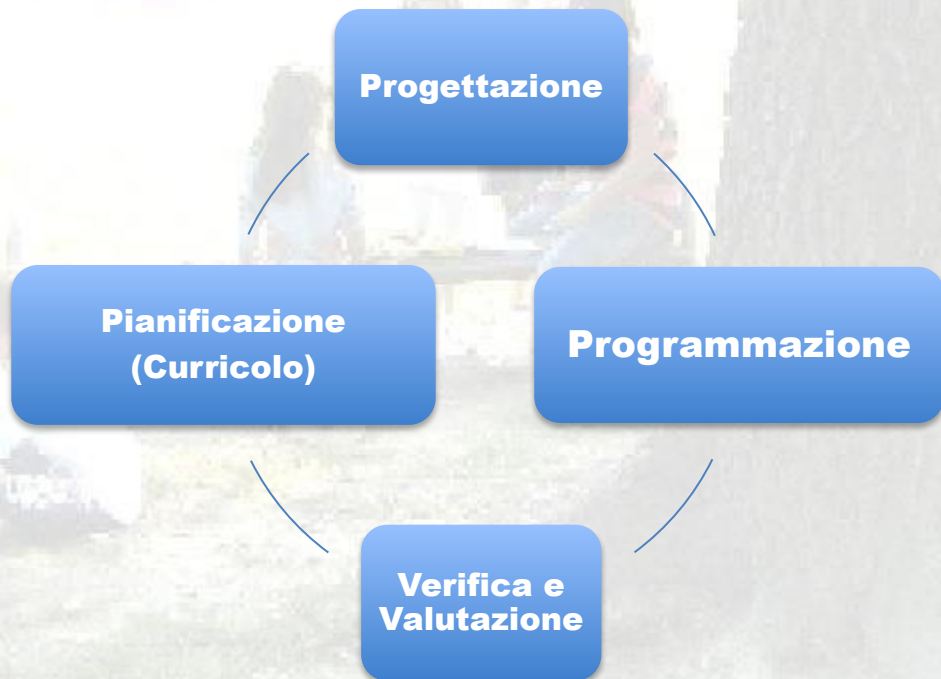 Progettazione
Pianificazione
(Curricolo)
Programmazione
Verifica e
Valutazione